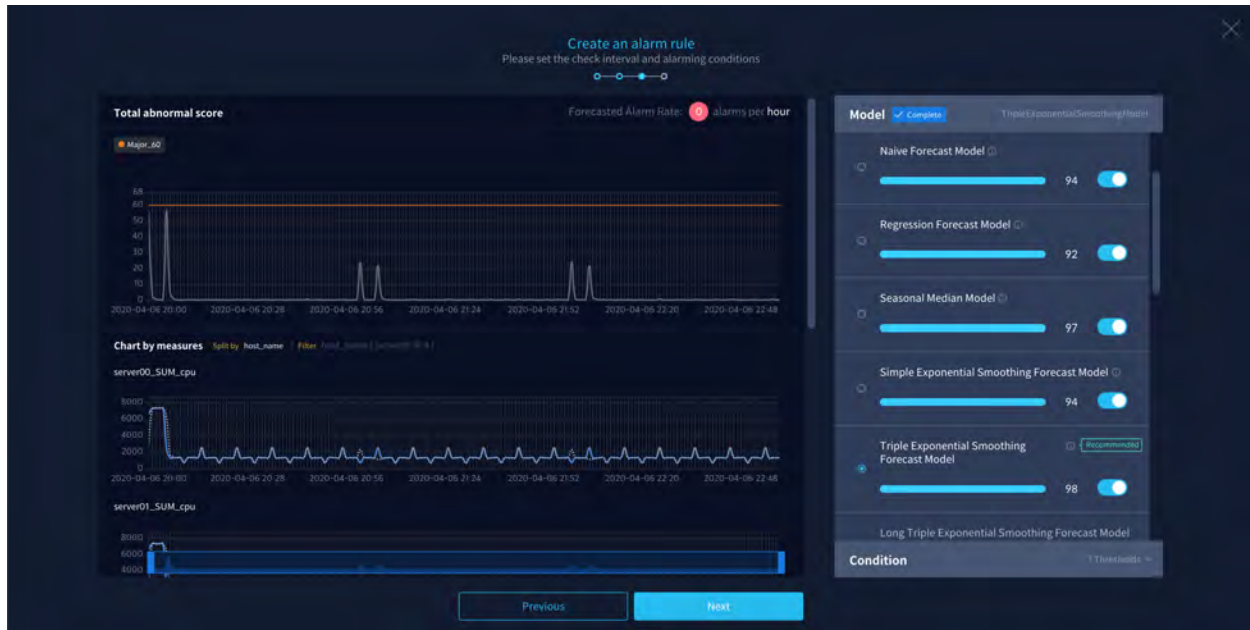 Create an alarm rule
Please set the check interval and alarming conditions
Total abnormal score
Forecasted Alarm Rate: 0 alarms per hour
Major_60
68
60
50
40
30
20
10
0
2020-04-06 20:00 2020-04-06 20:28 2020-04-06 20:56 2020-04-06 21:24 2020-04-06 21:52 2020-04-06 22:20 2020-04-06 22:48
Chart by measures Split by host_name Filter
server00_SUM_cpu
8000
6000
4000
2000
0
2020-04-06 20:00 2020-04-06 20:28 2020-04-06 20:56 2020-04-06 21:24 2020-04-06 21:52 2020-04-06 22:20 2020-04-06 22:48
server01_SUM_cpu
8000
6000
4000
Previous
Next
Model Complete TripleExponentialSmoothingModel
Naive Forecast Model
94
Regression Forecast Model
92
Seasonal Median Model
97
Simple Exponential Smoothing Forecast Model
94
Triple Exponential Smoothing Recommended
Forecast Model
98
Long Triple Exponential Smoothing Forecast Model
Condition 1 Thresholds